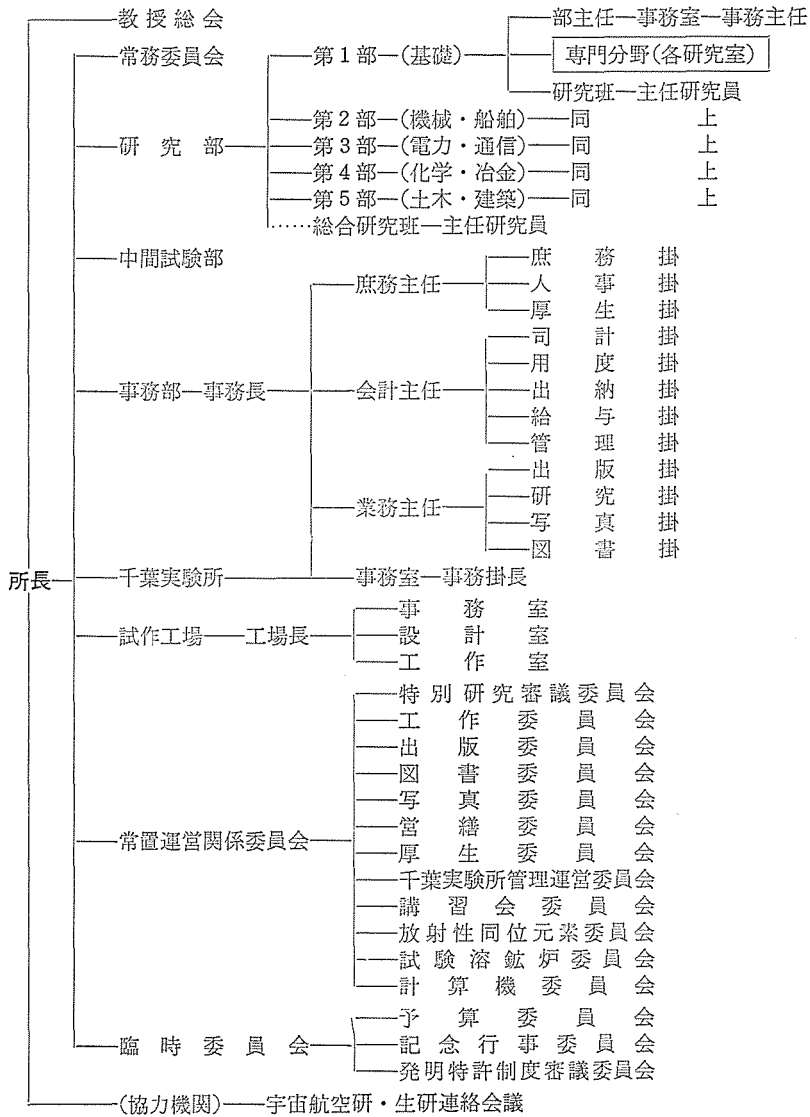 教授総会
部主任―事務室―事務主任
常務委員会
第1部―(基礎)
専門分野(各研究室)
研究班―主任研究員
研究部
第2部―(機械・船舶)――同上
第3部―(電力・通信)――同上
第4部―(化学・冶金)――同上
第5部―(土木・建築)――同上
……総合研究班―主任研究員
中間試験部
事務部―事務長
庶務主任
庶務掛
人事掛
厚生掛
会計主任
司計掛
用度掛
出納掛
給与掛
管理掛
業務主任
出版掛
研究掛
写真掛
図書掛
所長
千葉実験所
事務室―事務掛長
試作工場――工場長
事務室
設計室
工作室
常置運営関係委員会
特別研究審議委員会
工作委員会
出版委員会
図書委員会
写真委員会
営繕委員会
厚生委員会
千葉実験所管理運営委員会
講習会委員会
放射性同位元素委員会
試験溶鉱炉委員会
計算機委員会
臨時委員会
予算委員会
記念行事委員会
発明特許制度審議委員会
(協力機関)――宇宙航空研・生研連絡会議